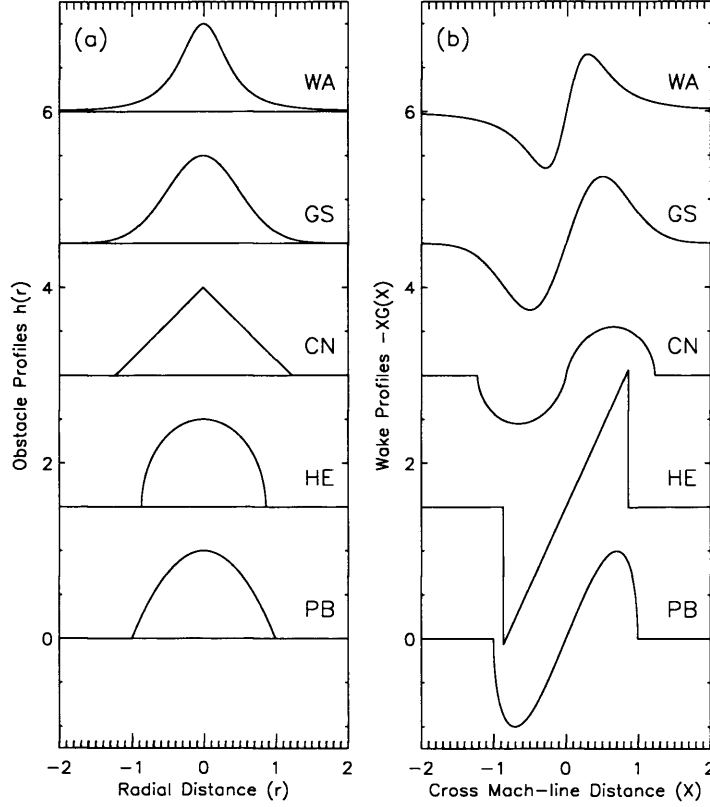 (a)
WA
6
GS
4
CN
HE
2
PB
0
Obstacle Profiles h(r)
-2 -1 0 1 2
Radial Distance (r)
(b)
WA
6
GS
4
CN
HE
2
PB
0
Wake Profiles -XG(X)
-2 -1 0 1 2
Cross Mach-line Distance (X)